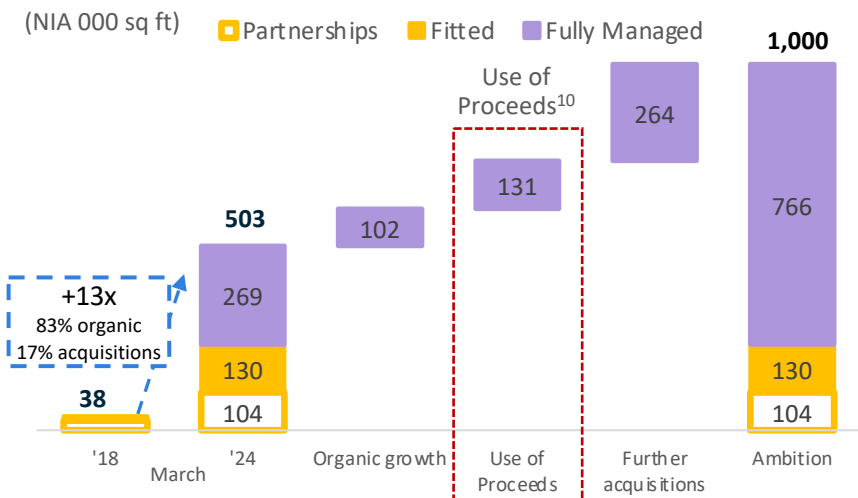 (NIA 000 sq ft)
Partnerships
Fitted
Fully Managed
1,000
Use of
Proceeds10
264
131
766
503
102
+13x
83% organic
17% acquisitions
269
130
130
38
104
104
'18
March
'24
Organic growth
Use of
Proceeds
Further
acquisitions
Ambition